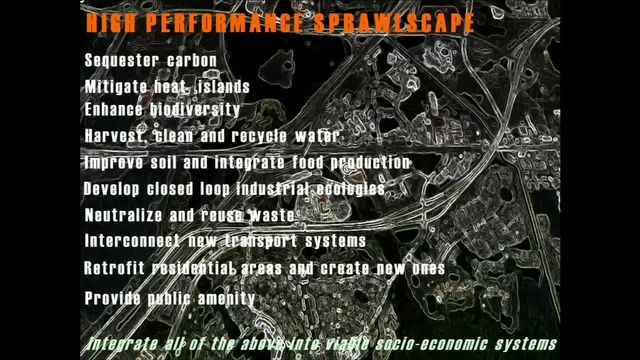 HIGH PERFORMANCE SPRAWLSCAPE
Sequester carbon
Mitigate heat islands
Enhance biodiversity
Harvest, clean and recycle water
Improve soil and integrate food production
Develop closed loop industrial ecologies
Neutralize and reuse waste
Interconnect new transport systems
Retrofit residential areas and create new ones
Provide public amenity
Integrate all of the above into viable socio-economic systems